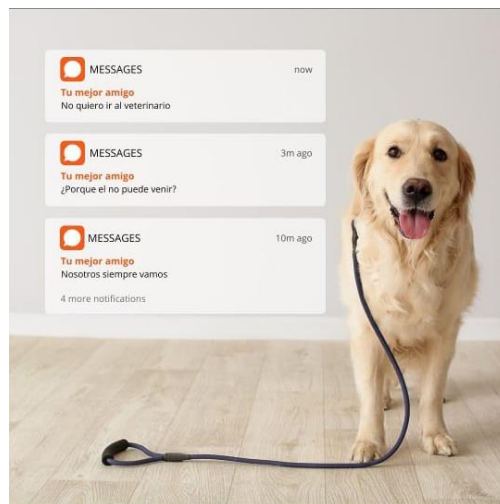 MESSAGES now
Tu mejor amigo
No quiero ir al veterinario
MESSAGES 3m ago
Tu mejor amigo
¿Porque el no puede venir?
MESSAGES 10m ago
Tu mejor amigo
Nosotros siempre vamos
4 more notifications